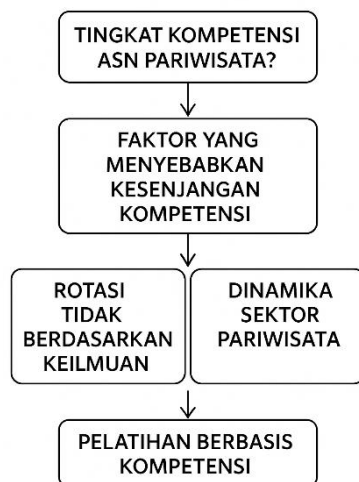 TINGKAT KOMPETENSI
ASN PARIWISATA?
FAKTOR YANG
MENYEBABKAN
KESENJANGAN
KOMPETENSI
ROTASI
TIDAK
BERDASARKAN
KEILMUAN
DINAMIKA
SEKTOR
PARIWISATA
PELATIHAN BERBASIS
KOMPETENSI